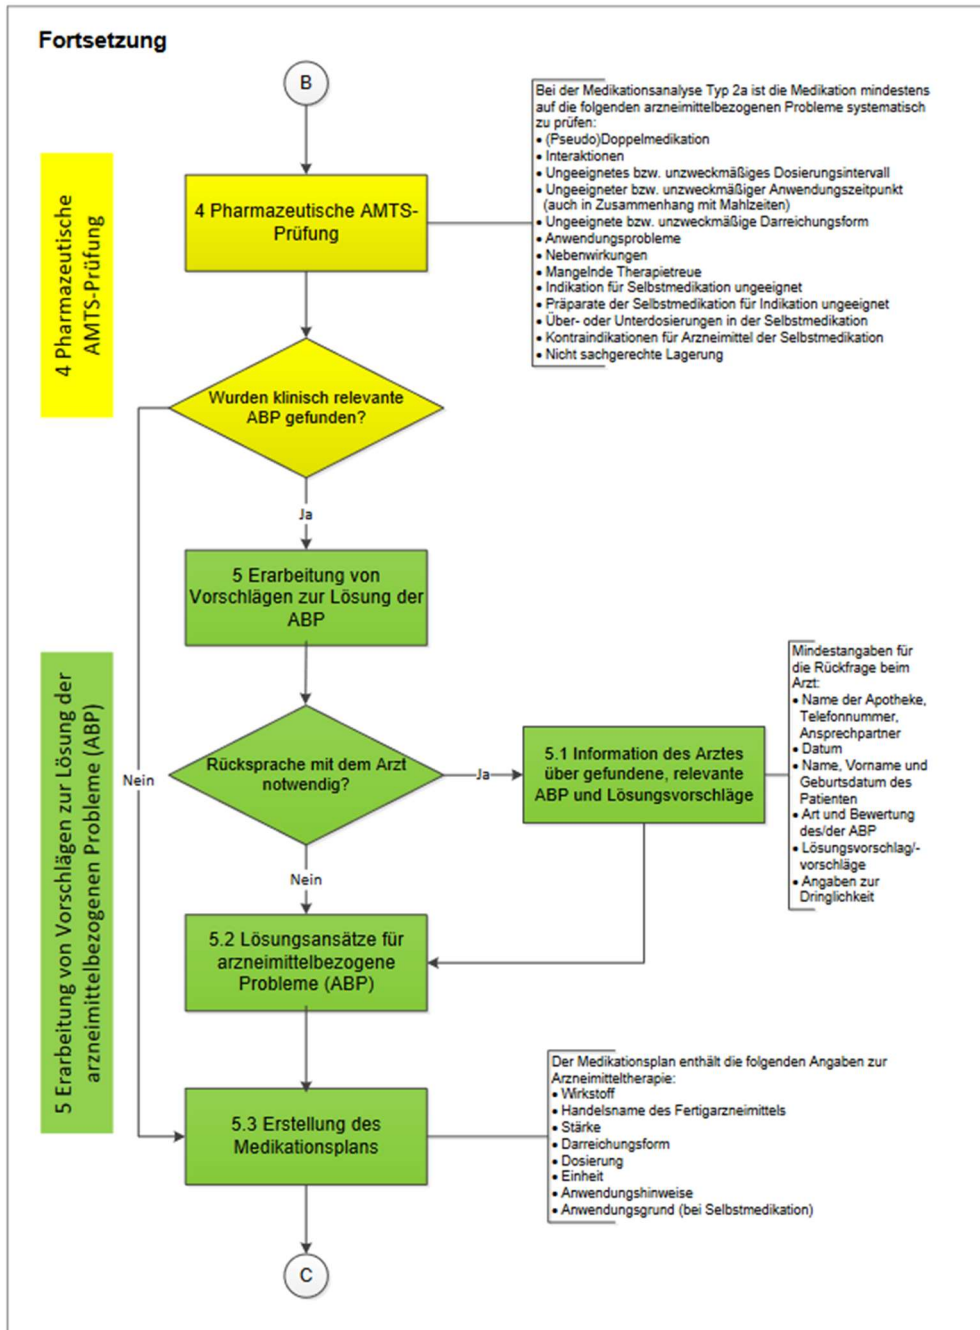 Fortsetzung
B
Bei der Medikationsanalyse Typ 2a ist die Medikation mindestens
auf die folgenden arzneimittelbezogenen Probleme systematisch
zu prüfen:
• (Pseudo)Doppelmedikation
• Interaktionen
• Ungeeignetes bzw. unzweckmäßiges Dosierungsintervall
• Ungeeigneter bzw. unzweckmäßiger Anwendungszeitpunkt
(auch in Zusammenhang mit Mahlzeiten)
• Ungeeignete bzw. unzweckmäßige Darreichungsform
• Anwendungsprobleme
• Nebenwirkungen
• Mangelnde Therapietreue
• Indikation für Selbstmedikation ungeeignet
• Präparate der Selbstmedikation für Indikation ungeeignet
• Über- oder Unterdosierungen in der Selbstmedikation
• Kontraindikationen für Arzneimittel der Selbstmedikation
• Nicht sachgerechte Lagerung
4 Pharmazeutische
AMTS-Prüfung
4 Pharmazeutische AMTS-
Prüfung
Wurden klinisch relevante
ABP gefunden?
Ja
Nein
5 Erarbeitung von
Vorschlägen zur Lösung der
ABP
5 Erarbeitung von Vorschlägen zur Lösung der
arzneimittelbezogenen Probleme (ABP)
Rücksprache mit dem Arzt
notwendig?
Ja
5.1 Information des Arztes
über gefundene, relevante
ABP und Lösungsvorschläge
Mindestangaben für
die Rückfrage beim
Arzt:
• Name der Apotheke,
Telefonnummer,
Ansprechpartner
• Datum
• Name, Vorname und
Geburtsdatum des
Patienten
• Art und Bewertung
des/der ABP
• Lösungsvorschlag/-
vorschläge
• Angaben zur
Dringlichkeit
Nein
5.2 Lösungsansätze für
arzneimittelbezogene
Probleme (ABP)
5.3 Erstellung des
Medikationsplans
Der Medikationsplan enthält die folgenden Angaben zur
Arzneimitteltherapie:
• Wirkstoff
• Handelsname des Fertigarzneimittels
• Stärke
• Darreichungsform
• Dosierung
• Einheit
• Anwendungshinweise
• Anwendungsgrund (bei Selbstmedikation)
C